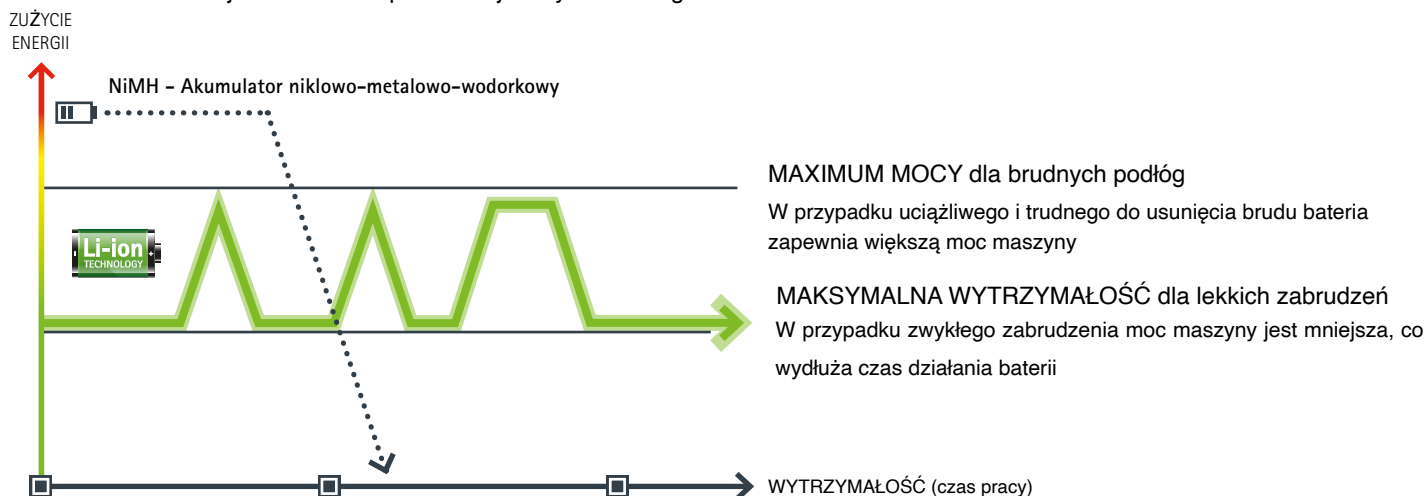 ZUŻYCIE
ENERGII
NiMH - Akumulator niklowo-metalowo-wodorkowy
Li-ion
TECHNOLOGY
MAXIMUM MOCY dla brudnych podłóg
W przypadku uciążliwego i trudnego do usunięcia brudu bateria
zapewnia większą moc maszyny
MAKSYMALNA WYTRZYMAŁOŚĆ dla lekkich zabrudzeń
W przypadku zwykłego zabrudzenia moc maszyny jest mniejsza, co
wydłuża czas działania baterii
WYTRZYMAŁOŚĆ (czas pracy)